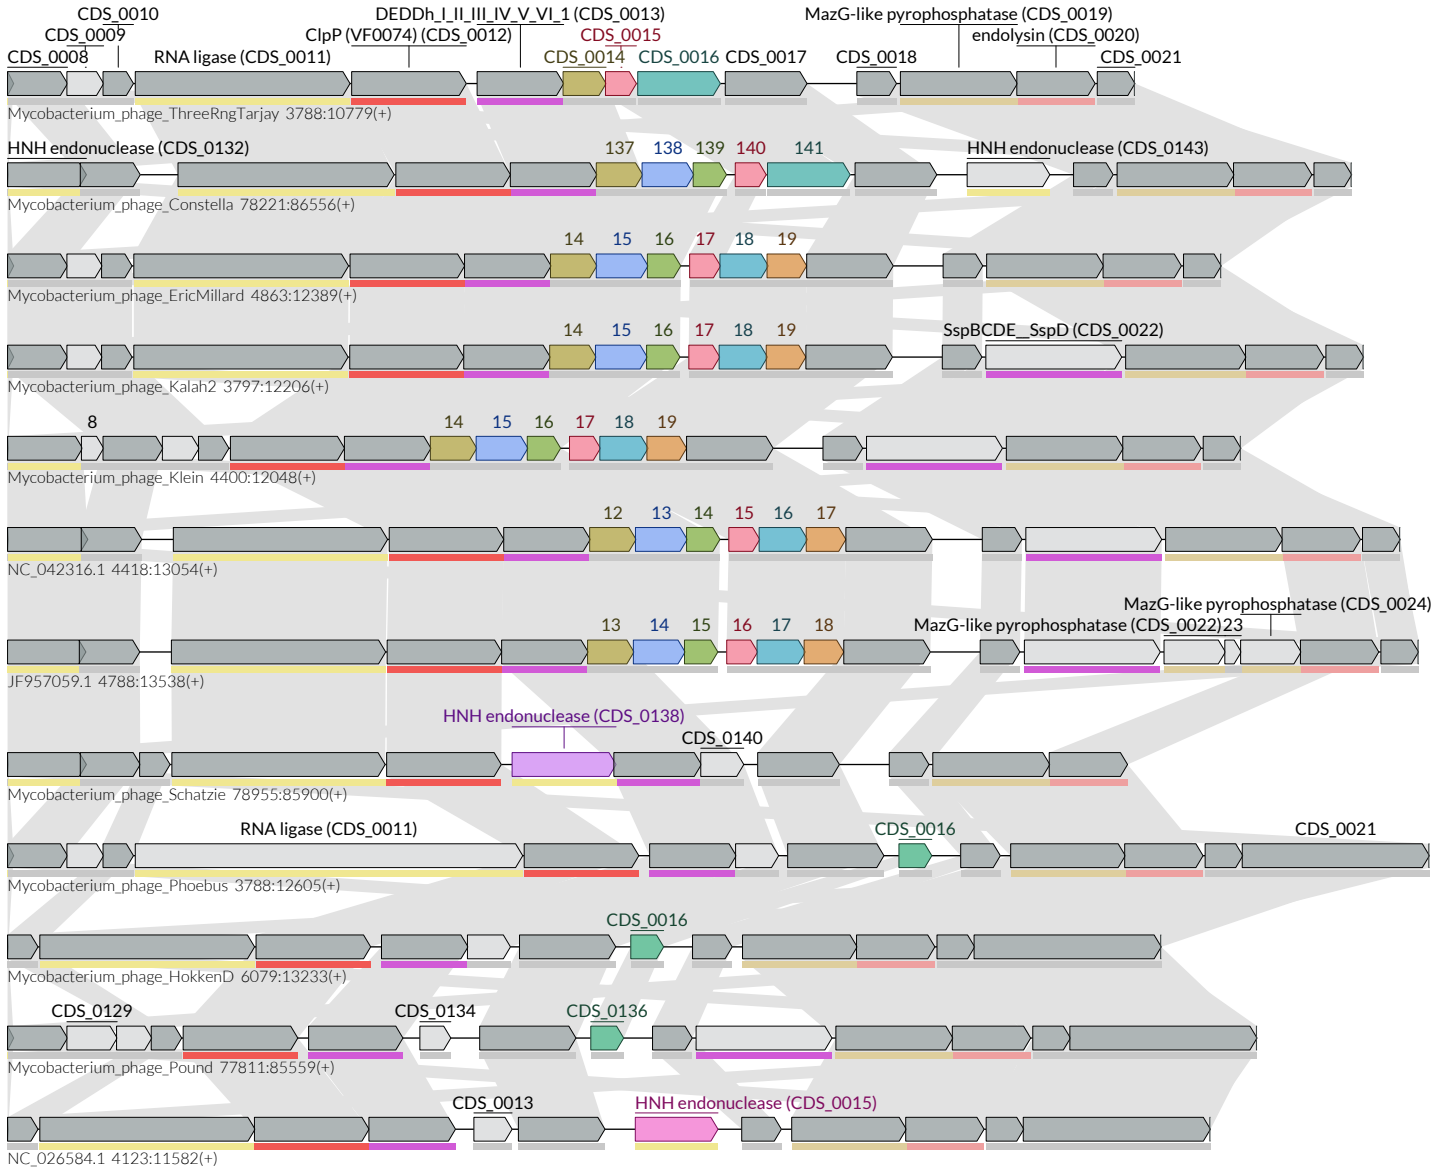 CDS_0010 DEDDh_I_II_III_IV_V_VI_1 (CDS_0013) MazG-like pyrophosphatase (CDS_0019)
CDS_0009 ClpP (VF0074) (CDS_0012) CDS_0015 endolysin (CDS_0020)
CDS_0008 RNA ligase (CDS_0011) CDS_0014 CDS_0016 CDS_0017 CDS_0018 CDS_0021
Mycobacterium_phage_ThreeRngTarjay 3788:10779(+)
HNH endonuclease (CDS_0132) 137 138 139 140 141 HNH endonuclease (CDS_0143)
Mycobacterium_phage_Constella 78221:86556(+)
14 15 16 17 18 19
Mycobacterium_phage_EricMillard 4863:12389(+)
14 15 16 17 18 19 SspBCDE__SspD (CDS_0022)
Mycobacterium_phage_Kalah2 3797:12206(+)
8 14 15 16 17 18 19
Mycobacterium_phage_Klein 4400:12048(+)
12 13 14 15 16 17
NC_042316.1 4418:13054(+)
MazG-like pyrophosphatase (CDS_0024)
13 14 15 16 17 18 MazG-like pyrophosphatase (CDS_0022) 23
JF957059.1 4788:13538(+)
HNH endonuclease (CDS_0138)
CDS_0140
Mycobacterium_phage_Schatzie 78955:85900(+)
RNA ligase (CDS_0011) CDS_0016 CDS_0021
Mycobacterium_phage_Phoebus 3788:12605(+)
CDS_0016
Mycobacterium_phage_HokkenD 6079:13233(+)
CDS_0129 CDS_0134 CDS_0136
Mycobacterium_phage_Pound 77811:85559(+)
CDS_0013 HNH endonuclease (CDS_0015)
NC_026584.1 4123:11582(+)